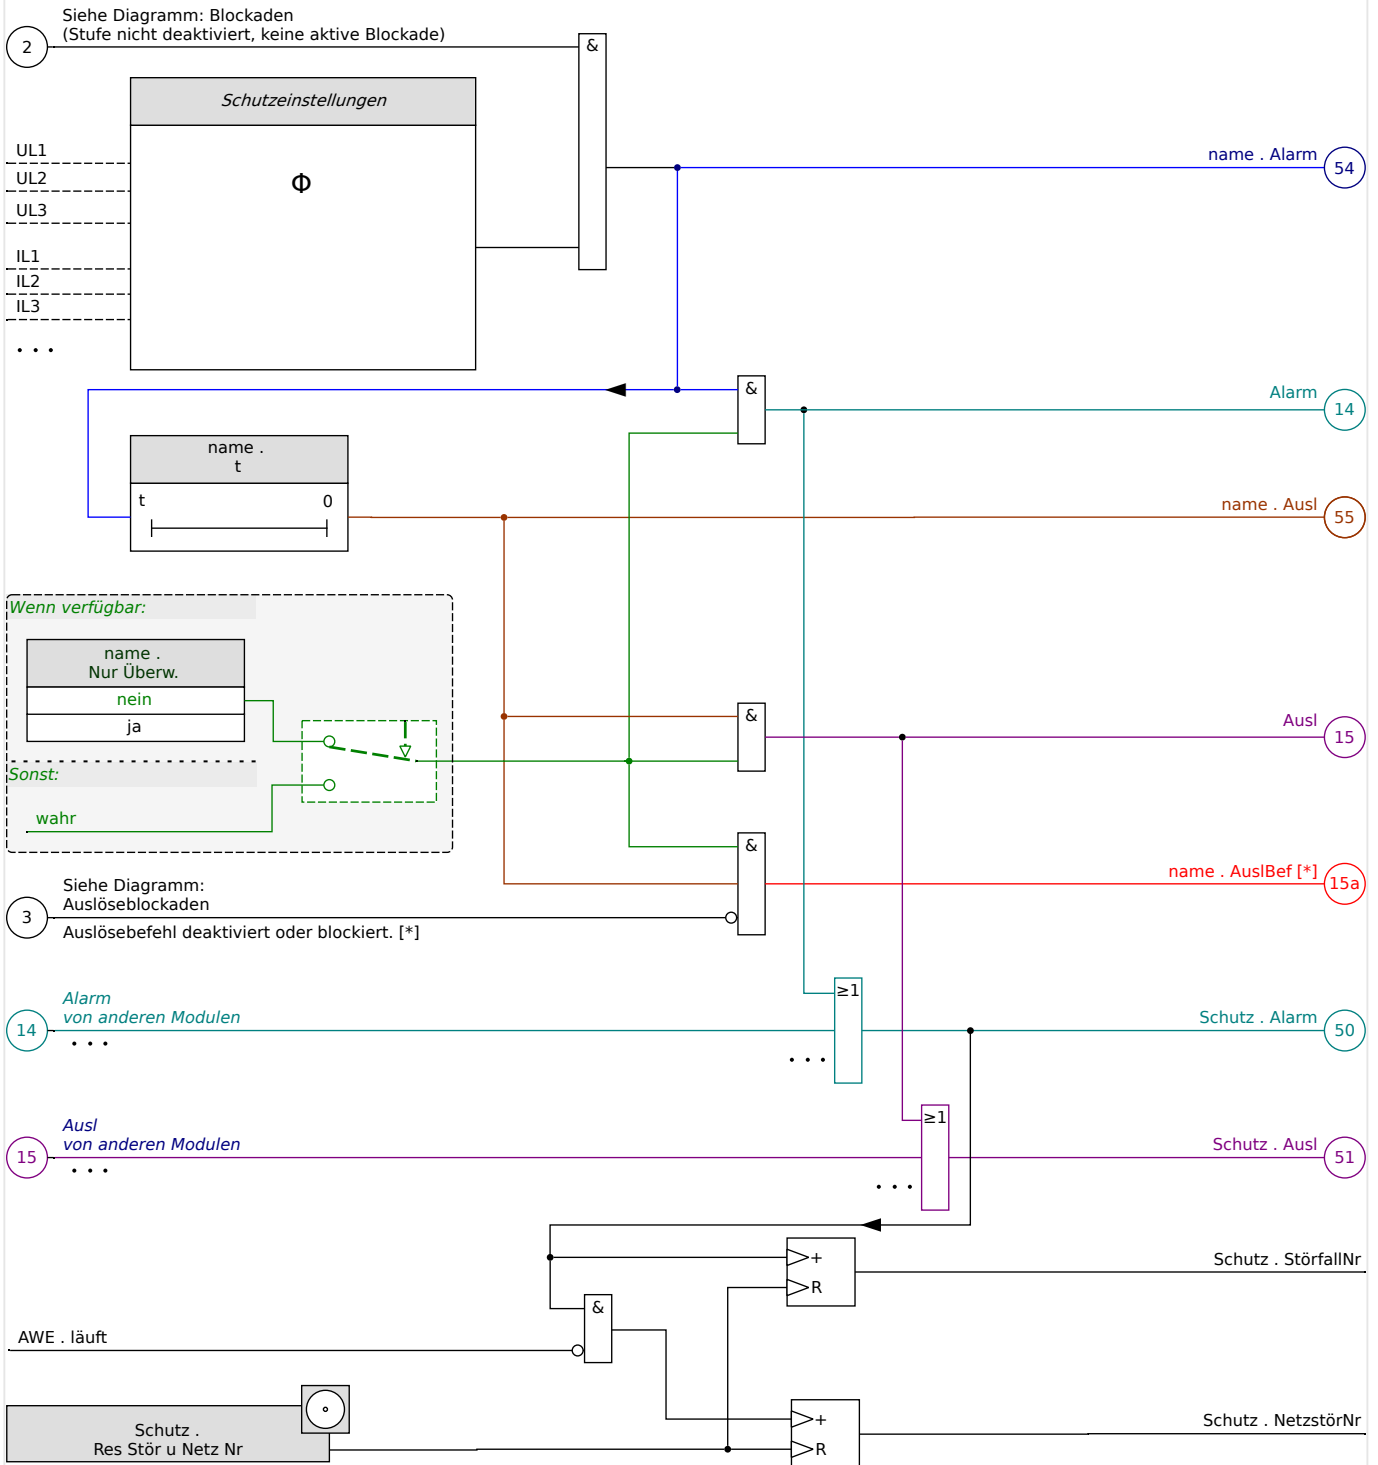 Siehe Diagramm: Blockaden
(Stufe nicht deaktiviert, keine aktive Blockade)
2
&
Schutzeinstellungen
Φ
UL1
UL2
UL3
IL1
IL2
IL3
. . .
name . Alarm
54
&
Alarm
14
name .
t
t 0
name . Ausl
55
Wenn verfügbar:
name .
Nur Überw.
nein
ja
Sonst:
wahr
&
Ausl
15
&
name . AuslBef [*]
15a
Siehe Diagramm:
Auslöseblockaden
3
Auslösebefehl deaktiviert oder blockiert. [*]
Alarm
von anderen Modulen
14
. . .
≥1
. . .
Schutz . Alarm
50
Ausl
von anderen Modulen
15
. . .
≥1
. . .
Schutz . Ausl
51
+
R
Schutz . StörfallNr
&
AWE . läuft
Schutz .
Res Stör u Netz Nr
+
R
Schutz . NetzstörNr